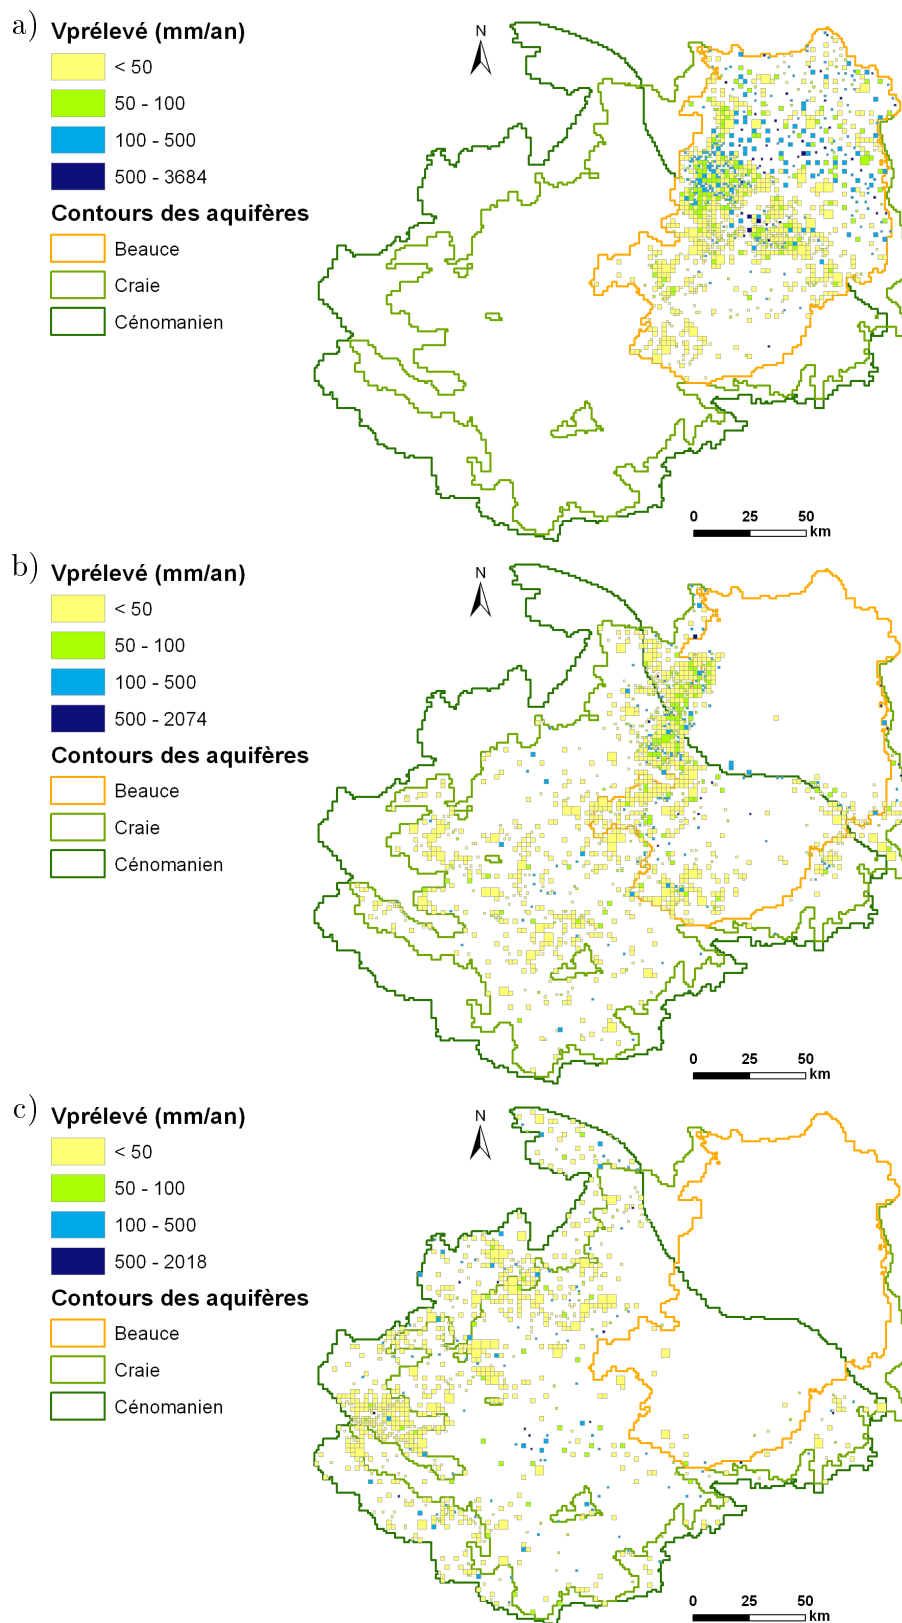 a)
Vprélevé (mm/an)
< 50
50 - 100
100 - 500
500 - 3684
Contours des aquifères
Beauce
Craie
Cénomanien
N
0 25 50
km
b)
Vprélevé (mm/an)
< 50
50 - 100
100 - 500
500 - 2074
Contours des aquifères
Beauce
Craie
Cénomanien
N
0 25 50
km
c)
Vprélevé (mm/an)
< 50
50 - 100
100 - 500
500 - 2018
Contours des aquifères
Beauce
Craie
Cénomanien
N
0 25 50
km